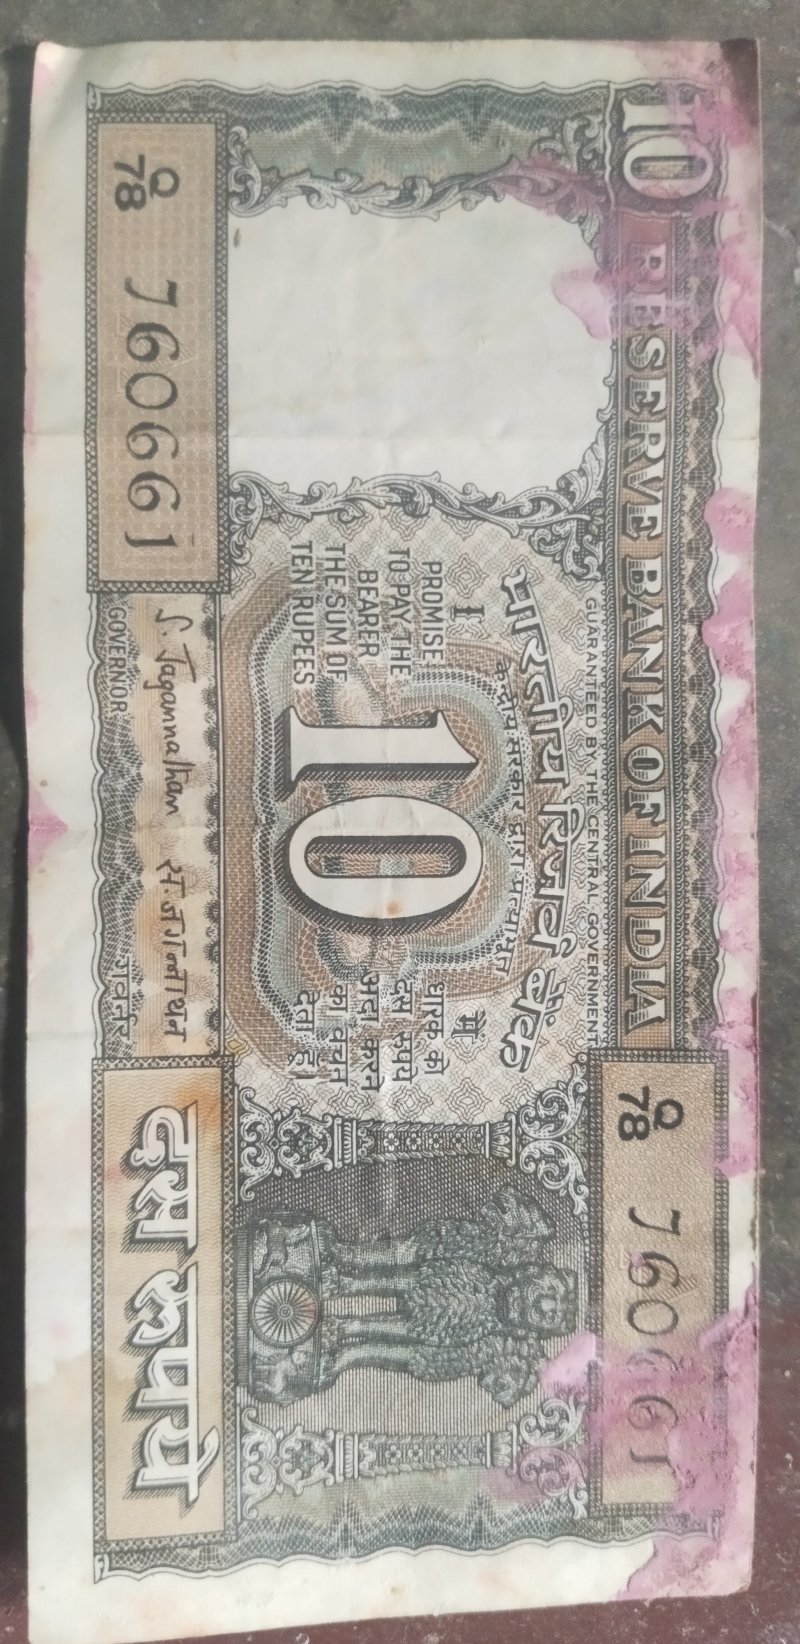 10 RESERVE BANK OF INDIA
GUARANTEED BY THE CENTRAL GOVERNMENT
Q
78 760661
भारतीय रिज़र्व बैंक
केन्द्रीय सरकार द्वारा प्रत्याभूत
I
PROMISE
TO PAY THE
BEARER
THE SUM OF
TEN RUPEES
10
मैं
धारक को
दस रुपये
अदा करने
का वचन
देता हूँ।
Q
78 760661
S. Jagannathan स. जगन्नाथन
GOVERNOR गवर्नर
दस रुपये